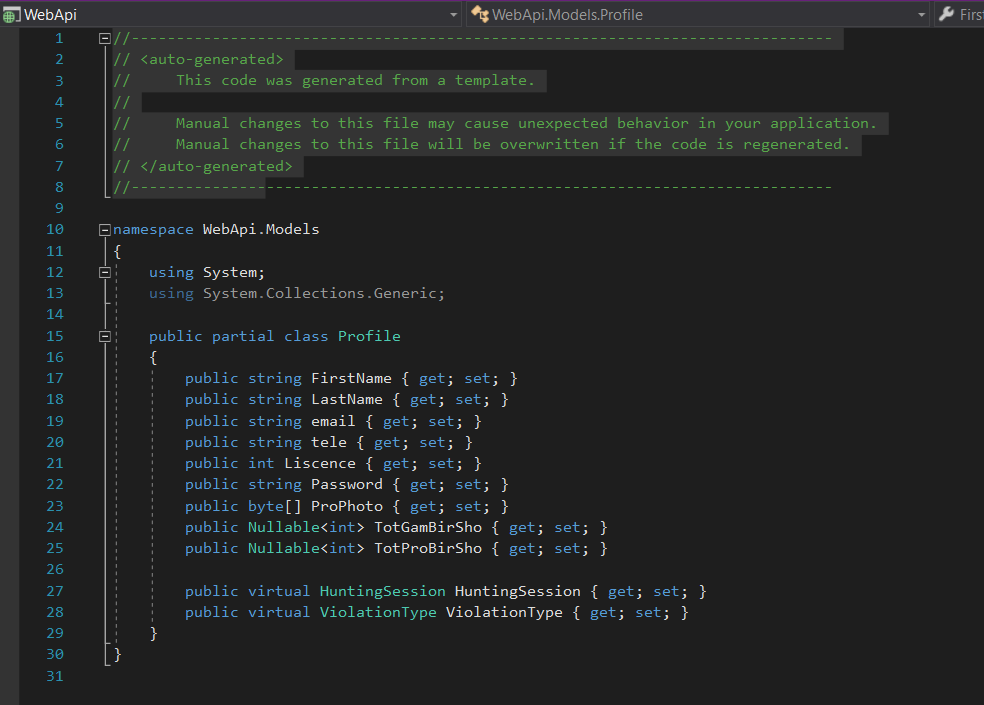 WebApi WebApi.Models.Profile First
1 //------------------------------------------------------------------------------
2 // <auto-generated>
3 //     This code was generated from a template.
4 //
5 //     Manual changes to this file may cause unexpected behavior in your application.
6 //     Manual changes to this file will be overwritten if the code is regenerated.
7 // </auto-generated>
8 //------------------------------------------------------------------------------
9
10 namespace WebApi.Models
11 {
12     using System;
13     using System.Collections.Generic;
14
15     public partial class Profile
16     {
17         public string FirstName { get; set; }
18         public string LastName { get; set; }
19         public string email { get; set; }
20         public string tele { get; set; }
21         public int Liscence { get; set; }
22         public string Password { get; set; }
23         public byte[] ProPhoto { get; set; }
24         public Nullable<int> TotGamBirSho { get; set; }
25         public Nullable<int> TotProBirSho { get; set; }
26
27         public virtual HuntingSession HuntingSession { get; set; }
28         public virtual ViolationType ViolationType { get; set; }
29     }
30 }
31